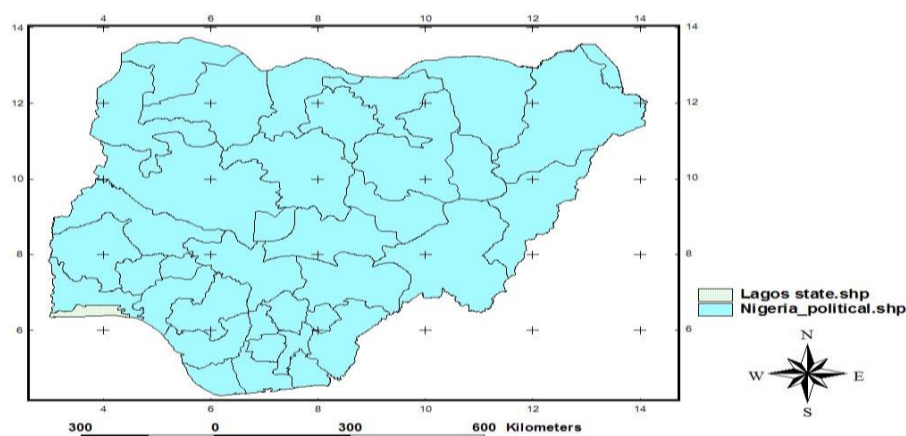 4 6 8 10 12 14
14 14
12 12
10 10
8 8
6 6
4 6 8 10 12 14
Lagos state.shp
Nigeria_political.shp
N
W E
S
300 0 300 600 Kilometers